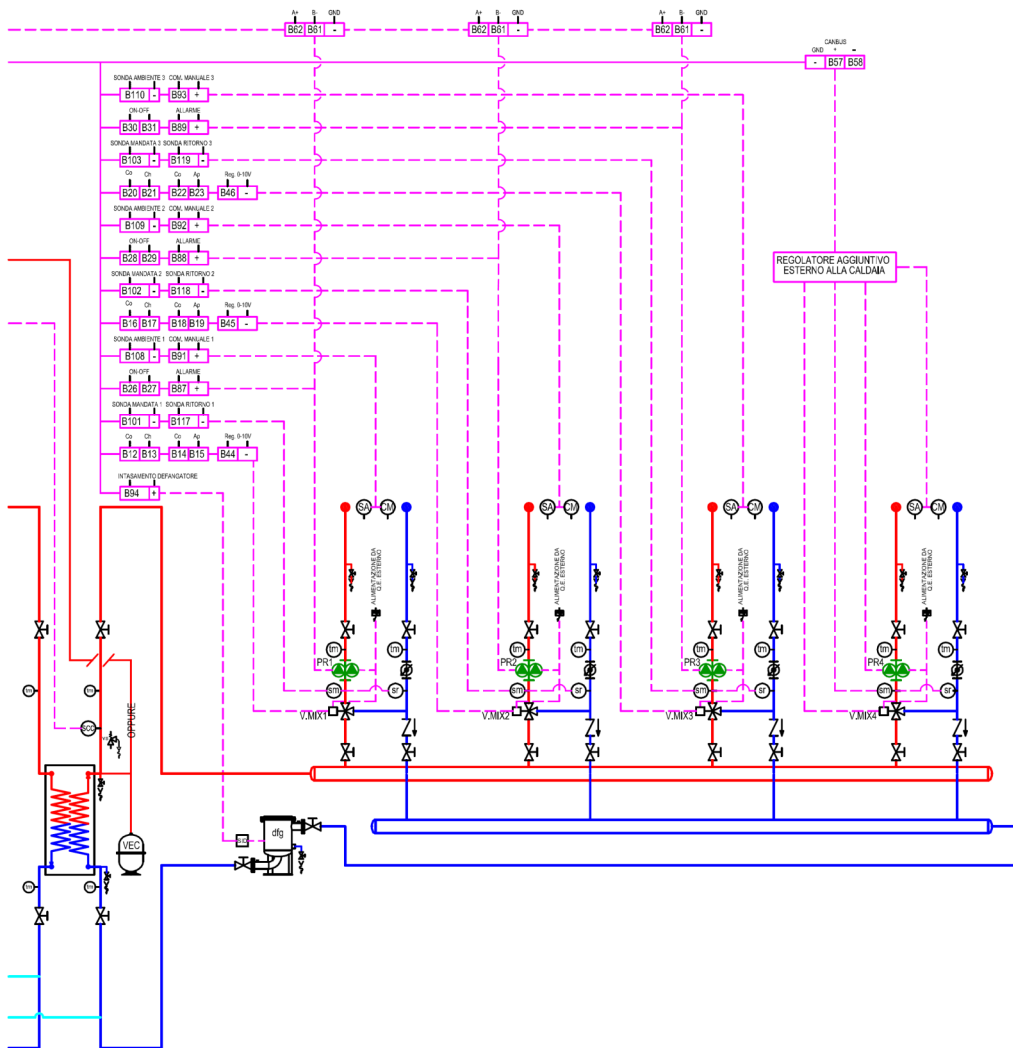 A+ B- GND A+ B- GND A+ B- GND
B62 B61 - B62 B61 - B62 B61 -
CANBUS
GND + -
- B57 B58
SONDA AMBIENTE 3 COM. MANUALE 3
B110 - B93 +
ON-OFF ALLARME
B30 B31 B89 +
SONDA MANDATA 3 SONDA RITORNO 3
B103 - B119 -
Ca Ch Ca Ap Reg. 0-10V
B20 B21 B22 B23 B46 -
SONDA AMBIENTE 2 COM. MANUALE 2
B109 - B92 +
ON-OFF ALLARME
B28 B29 B88 +
REGOLATORE AGGIUNTIVO
ESTERNO ALLA CALDAIA
SONDA MANDATA 2 SONDA RITORNO 2
B102 - B118 -
Co Ch Co Ap Reg. 0-10V
B16 B17 B18 B19 B45 -
SONDA AMBIENTE 1 COM. MANUALE 1
B108 - B91 +
ON-OFF ALLARME
B26 B27 B87 +
SONDA MANDATA 1 SONDA RITORNO 1
B101 - B117 -
Co Ch Co Ap Reg. 0-10V
B12 B13 B14 B15 B44 -
INTASAMENTO DEFANGATORE
B94 +
SA CM SA CM SA CM SA CM
ALIMENTAZIONE DA
Q.E. ESTERNO
ALIMENTAZIONE DA
Q.E. ESTERNO
ALIMENTAZIONE DA
Q.E. ESTERNO
ALIMENTAZIONE DA
Q.E. ESTERNO
tm tm tm tm
PR1 PR2 PR3 PR4
tm tm sm sr sm sr sm sr sm sr
V.MIX1 V.MIX2 V.MIX3 V.MIX4
OPPURE
SCC
VEC
dfg
tm tm